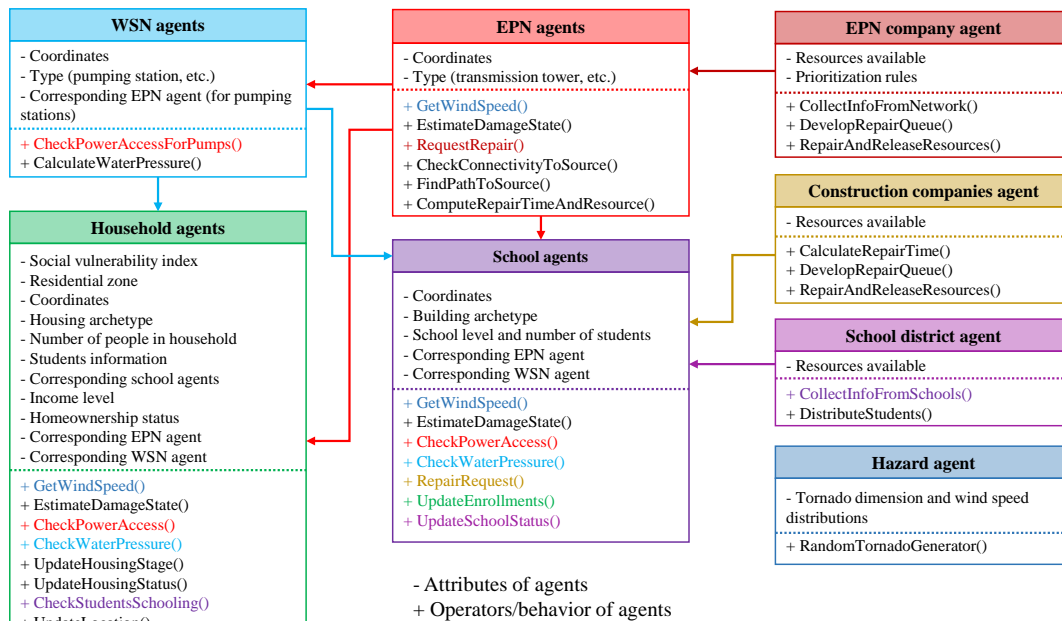 WSN agents
- Coordinates
- Type (pumping station, etc.)
- Corresponding EPN agent (for pumping
stations)
+ CheckPowerAccessForPumps()
+ CalculateWaterPressure()
Household agents
- Social vulnerability index
- Residential zone
- Coordinates
- Housing archetype
- Number of people in household
- Students information
- Corresponding school agents
- Income level
- Homeownership status
- Corresponding EPN agent
- Corresponding WSN agent
+ GetWindSpeed()
+ EstimateDamageState()
+ CheckPowerAccess()
+ CheckWaterPressure()
+ UpdateHousingStage()
+ UpdateHousingStatus()
+ CheckStudentsSchooling()
+ UpdateLocation()
EPN agents
- Coordinates
- Type (transmission tower, etc.)
+ GetWindSpeed()
+ EstimateDamageState()
+ RequestRepair()
+ CheckConnectivityToSource()
+ FindPathToSource()
+ ComputeRepairTimeAndResource()
School agents
- Coordinates
- Building archetype
- School level and number of students
- Corresponding EPN agent
- Corresponding WSN agent
+ GetWindSpeed()
+ EstimateDamageState()
+ CheckPowerAccess()
+ CheckWaterPressure()
+ RepairRequest()
+ UpdateEnrollments()
+ UpdateSchoolStatus()
- Attributes of agents
+ Operators/behavior of agents
EPN company agent
- Resources available
- Prioritization rules
+ CollectInfoFromNetwork()
+ DevelopRepairQueue()
+ RepairAndReleaseResources()
Construction companies agent
- Resources available
+ CalculateRepairTime()
+ DevelopRepairQueue()
+ RepairAndReleaseResources()
School district agent
- Resources available
+ CollectInfoFromSchools()
+ DistributeStudents()
Hazard agent
- Tornado dimension and wind speed
distributions
+ RandomTornadoGenerator()